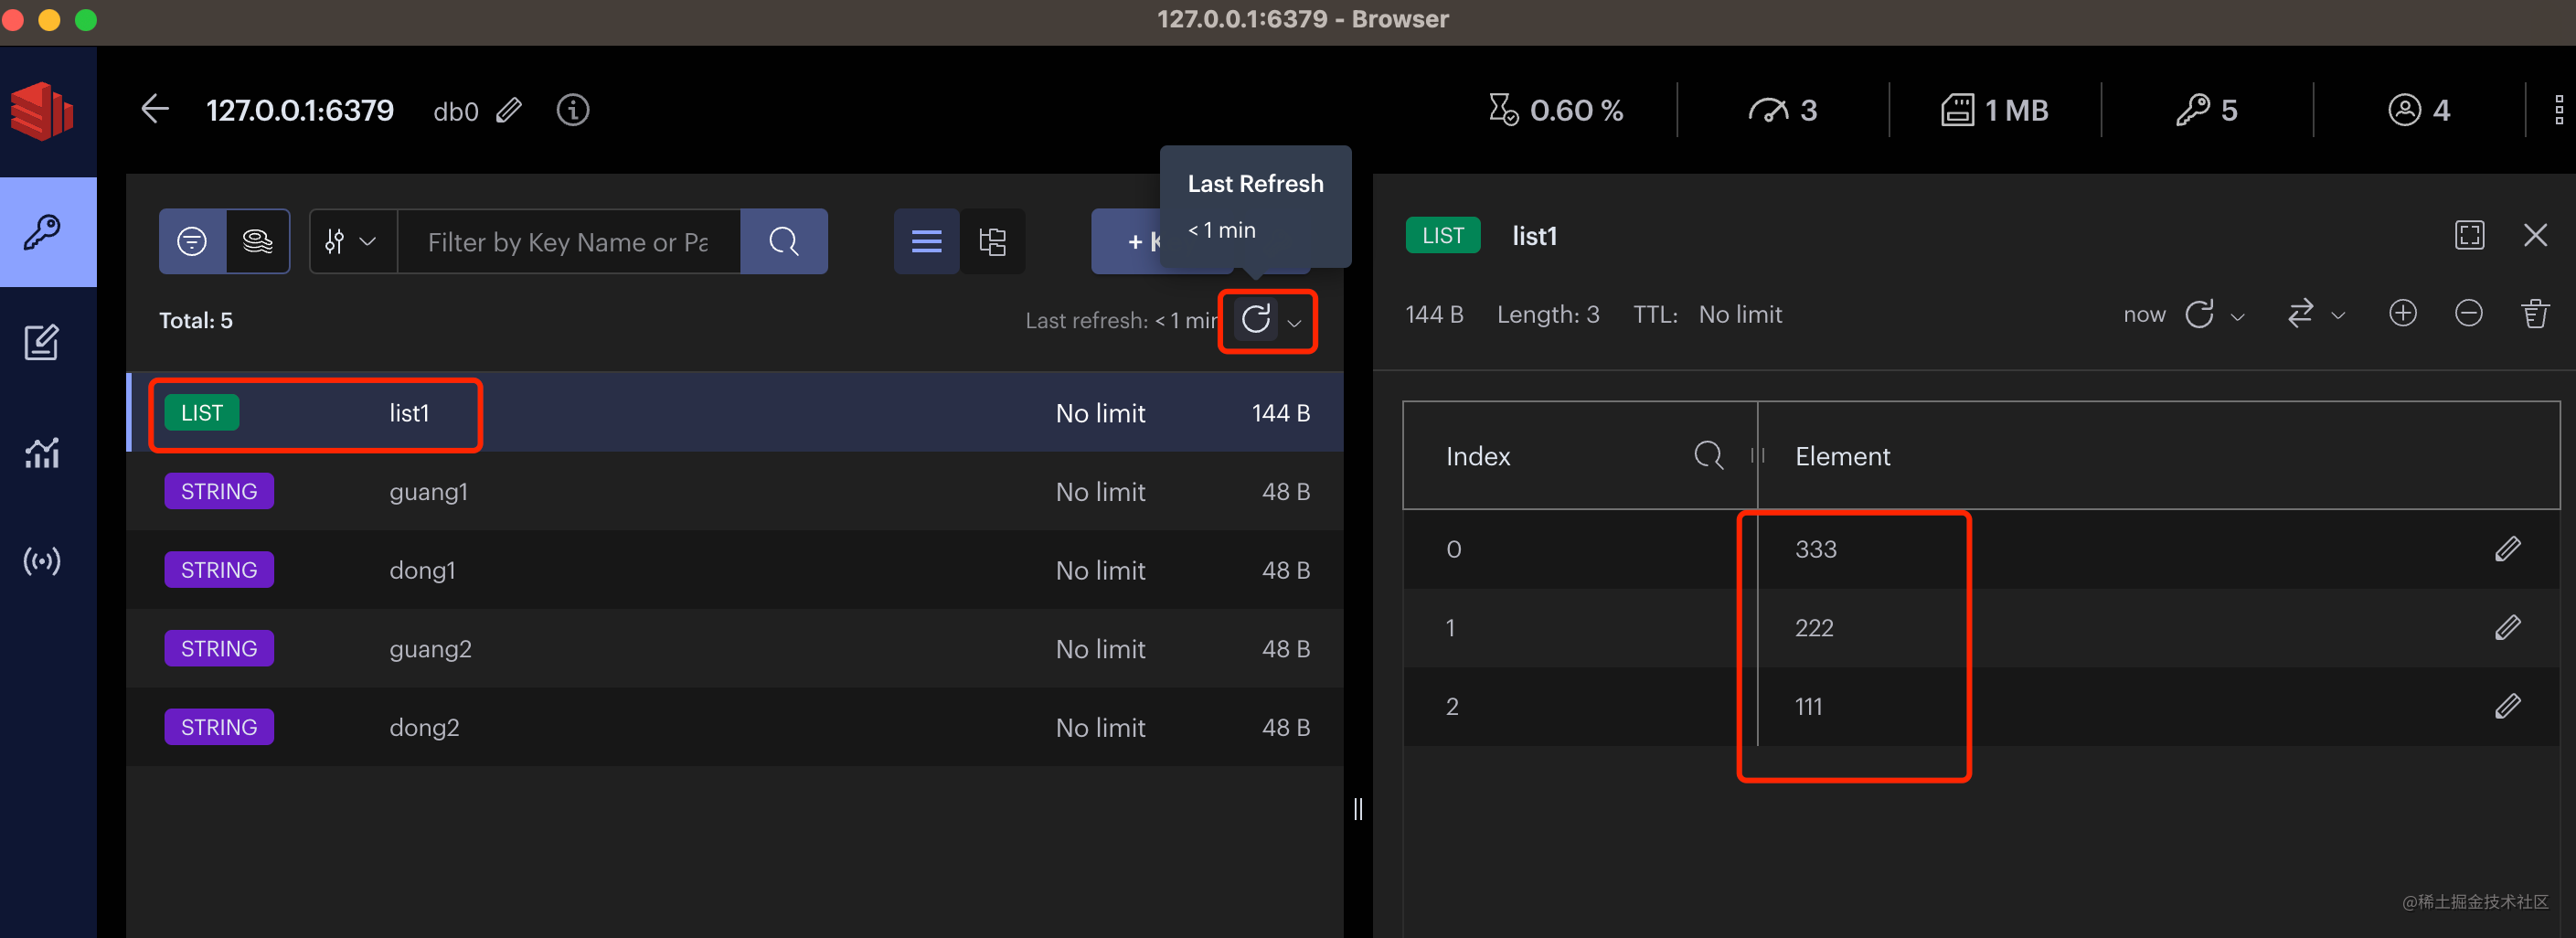 127.0.0.1:6379 - Browser
127.0.0.1:6379 db0 0.60 % 3 1 MB 5 4
Last Refresh
< 1 min
Filter by Key Name or Pa
+ K
Total: 5 Last refresh: < 1 min
LIST list1 No limit 144 B
STRING guang1 No limit 48 B
STRING dong1 No limit 48 B
STRING guang2 No limit 48 B
STRING dong2 No limit 48 B
LIST list1
144 B Length: 3 TTL: No limit now
Index Element
0 333
1 222
2 111
@稀土掘金技术社区